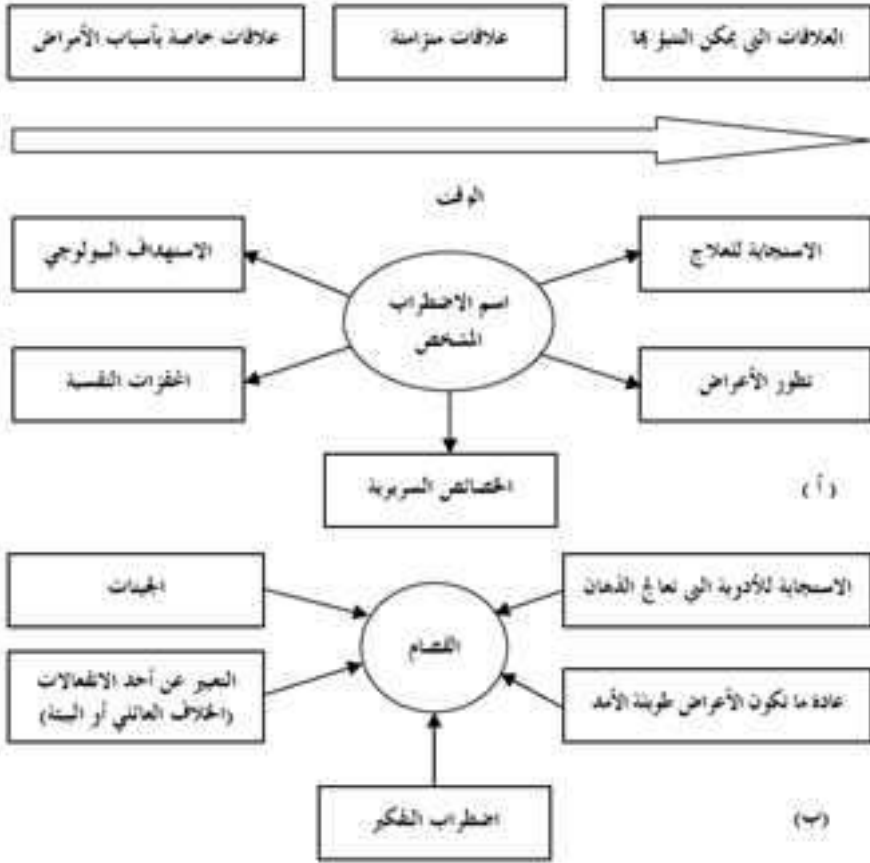 العلاقات التي يمكن التنبؤ بها
علاقات متزامنة
علاقات خاصة بأسباب الأمراض
الوقت
الاستجابة للعلاج
الاستهداف البيولوجي
اسم الاضطراب
المشخص
تطور الأعراض
المحفزات النفسية
الخصائص السريرية
(أ)
الاستجابة للأدوية التي تعالج الذهان
الجينات
الفصام
عادة ما تكون الأعراض طويلة الأمد
التعبير عن أحد الانفعالات
(الخلاف العائلي أو البيئة)
اضطراب التفكير
(ب)